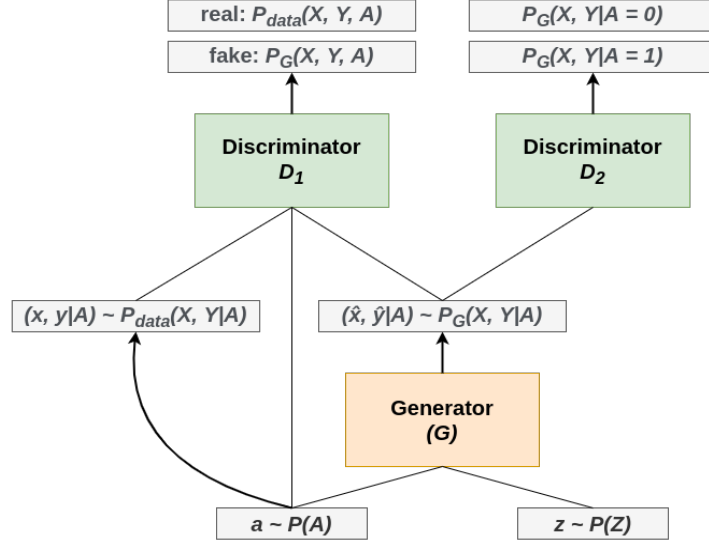 real: P_data(X, Y, A)
P_G(X, Y|A = 0)
fake: P_G(X, Y, A)
P_G(X, Y|A = 1)
Discriminator
D_1
Discriminator
D_2
(x, y|A) ~ P_data(X, Y|A)
(x̂, ŷ|A) ~ P_G(X, Y|A)
Generator
(G)
a ~ P(A)
z ~ P(Z)